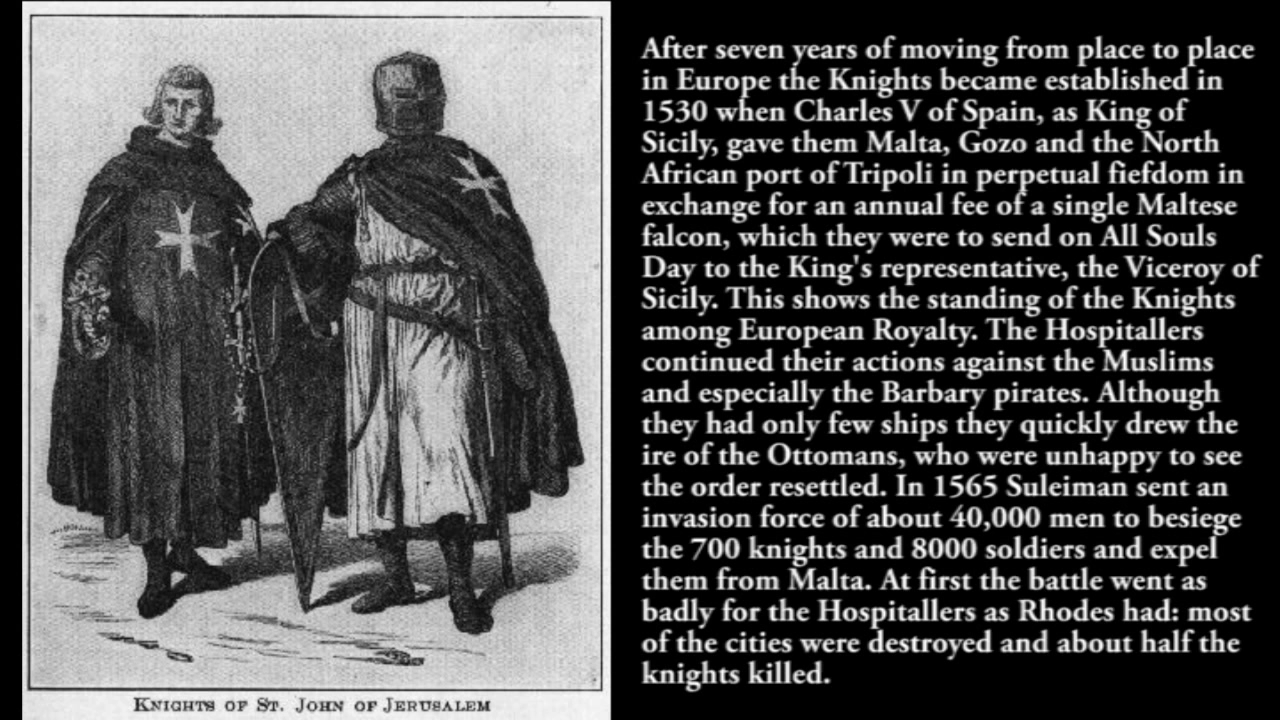 After seven years of moving from place to place
in Europe the Knights became established in
1530 when Charles V of Spain, as King of
Sicily, gave them Malta, Gozo and the North
African port of Tripoli in perpetual fiefdom in
exchange for an annual fee of a single Maltese
falcon, which they were to send on All Souls
Day to the King's representative, the Viceroy of
Sicily. This shows the standing of the Knights
among European Royalty. The Hospitallers
continued their actions against the Muslims
and especially the Barbary pirates. Although
they had only few ships they quickly drew the
ire of the Ottomans, who were unhappy to see
the order resettled. In 1565 Suleiman sent an
invasion force of about 40,000 men to besiege
the 700 knights and 8000 soldiers and expel
them from Malta. At first the battle went as
badly for the Hospitallers as Rhodes had: most
of the cities were destroyed and about half the
knights killed.
KNIGHTS OF ST. JOHN OF JERUSALEM